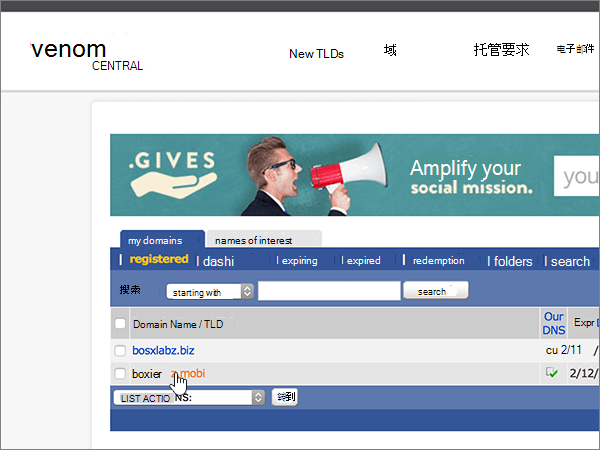 venom
CENTRAL
New TLDs 域 托管要求 电子邮件
.GIVES
Amplify your
social mission.
you
my domains names of interest
registered dashi expiring expired redemption folders search
搜索 starting with search
Domain Name / TLD Our DNS Expr
bosxlabz.biz cu 2/11 /
boxier z.mobi 2/12/
LIST ACTIO NS: 转到